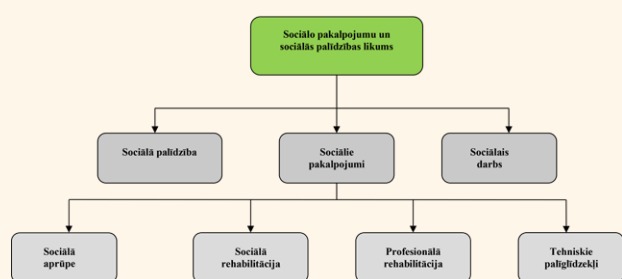 Sociālo pakalpojumu un
sociālās palīdzības likums
Sociālā palīdzība
Sociālie
pakalpojumi
Sociālais
darbs
Sociālā
aprūpe
Sociālā
rehabilitācija
Profesionālā
rehabilitācija
Tehniskie
palīglīdzekļi